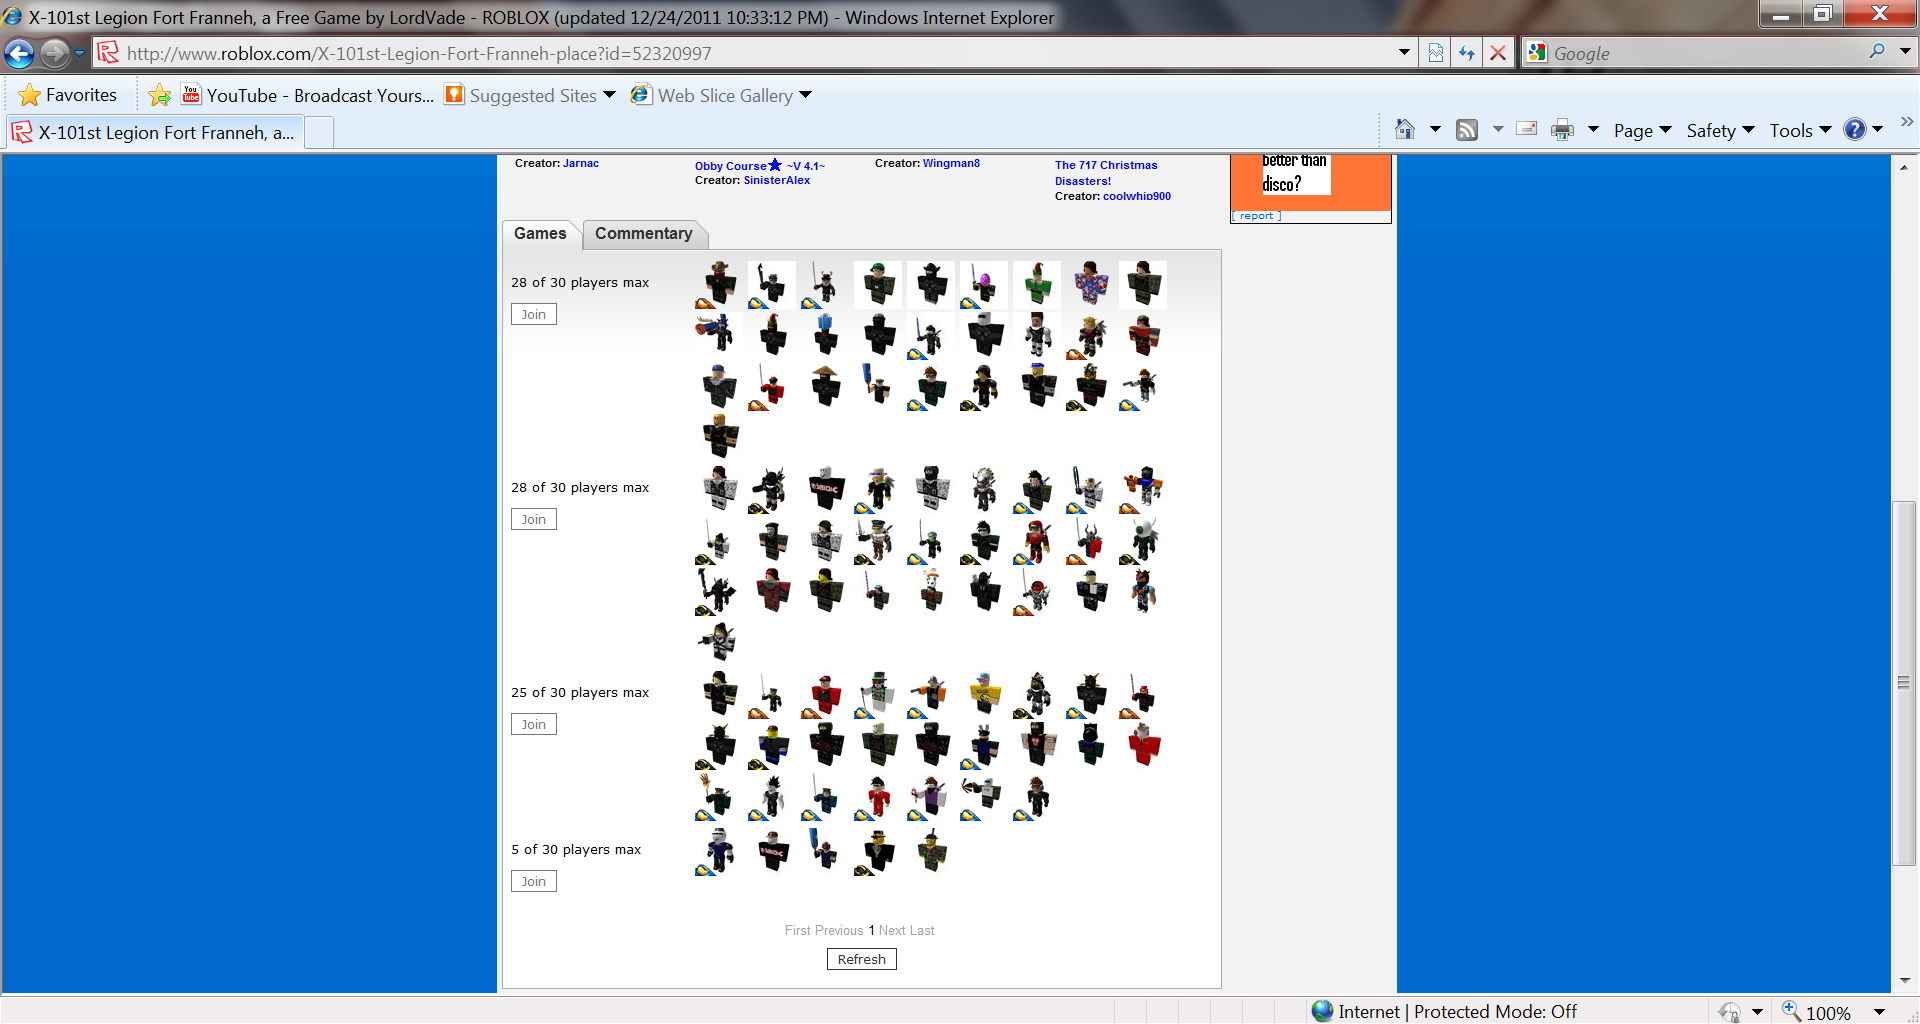 X-101st Legion Fort Franneh, a Free Game by LordVade - ROBLOX (updated 12/24/2011 10:33:12 PM) - Windows Internet Explorer
http://www.roblox.com/X-101st-Legion-Fort-Franneh-place?id=52320997
Google
Favorites
You Tube
YouTube - Broadcast Yours...
Suggested Sites
Web Slice Gallery
X-101st Legion Fort Franneh, a...
Page
Safety
Tools
Creator: Jarnac
Obby Course★ ~V 4.1~
Creator: SinisterAlex
Creator: Wingman8
The 717 Christmas
Disasters!
Creator: coolwhip900
better than
disco?
[ report ]
Games
Commentary
28 of 30 players max
Join
28 of 30 players max
Join
25 of 30 players max
Join
5 of 30 players max
Join
First Previous 1 Next Last
Refresh
Internet | Protected Mode: Off
100%